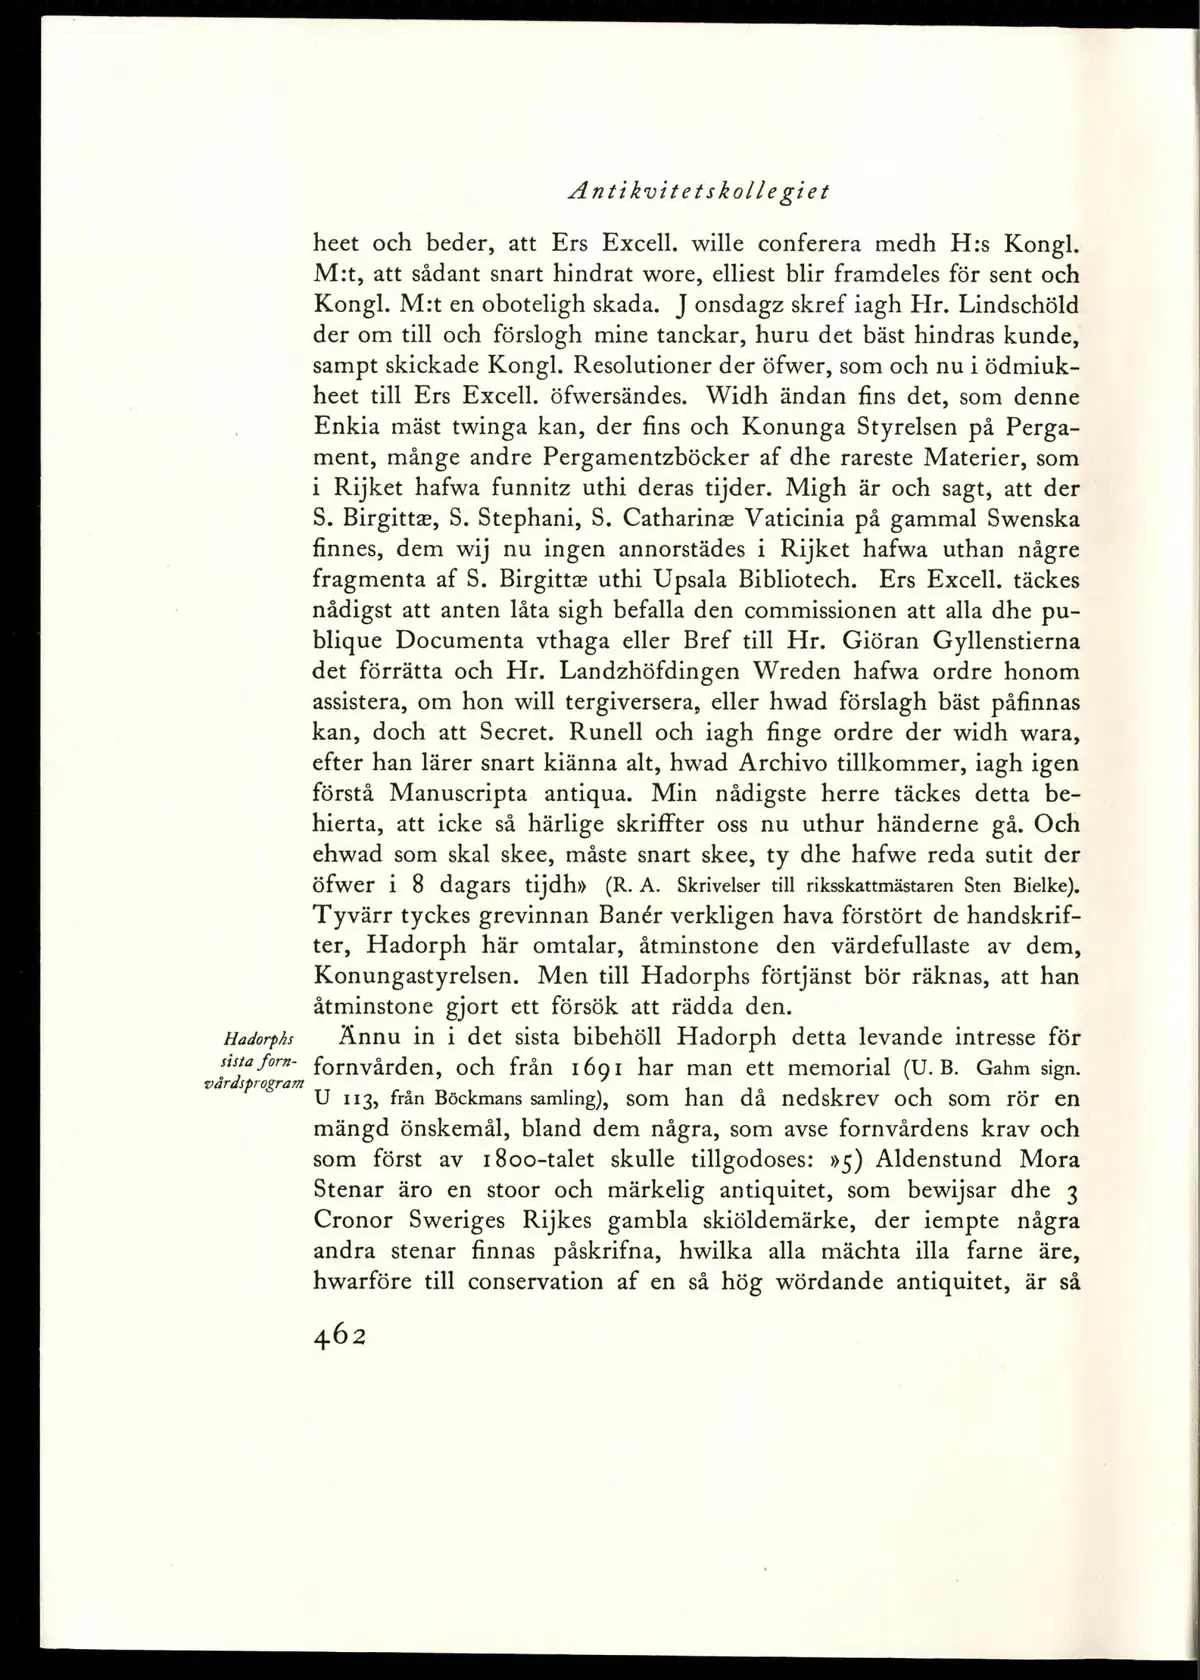 Antikvitetskollegiet
heet och beder, att Ers Excell. wille conferera medh H:s Kongl.
M:t, att sådant snart hindrat wore, elliest blir framdeles för sent och
Kongl. M:t en oboteligh skada. J onsdagz skref iagh Hr. Lindschöld
der om till och förslogh mine tanckar, huru det bäst hindras kunde,
sampt skickade Kongl. Resolutioner der öfwer, som och nu i ödmiuk-
heet till Ers Excell. öfwersändes. Widh ändan fins det, som denne
Enkia mäst twinga kan, der fins och Konunga Styrelsen på Perga-
ment, månge andre Pergamentzböcker af dhe rareste Materier, som
i Rijket hafwa funnitz uthi deras tijder. Migh är och sagt, att der
S. Birgittæ, S. Stephani, S. Catharinæ Vaticinia på gammal Swenska
finnes, dem wij nu ingen annorstädes i Rijket hafwa uthan någre
fragmenta af S. Birgittæ uthi Upsala Bibliotech. Ers Excell. täckes
nådigst att anten låta sigh befalla den commissionen att alla dhe pu-
blique Documenta vthaga eller Bref till Hr. Giöran Gyllenstierna
det förrätta och Hr. Landzhöfdingen Wreden hafwa ordre honom
assistera, om hon will tergiversera, eller hwad förslagh bäst påfinnas
kan, doch att Secret. Runell och iagh finge ordre der widh wara,
efter han lärer snart kiänna alt, hwad Archivo tillkommer, iagh igen
förstå Manuscripta antiqua. Min nådigste herre täckes detta be-
hierta, att icke så härlige skriffter oss nu uthur händerne gå. Och
ehwad som skal skee, måste snart skee, ty dhe hafwe reda sutit der
öfwer i 8 dagars tijdh» (R. A. Skrivelser till riksskattmästaren Sten Bielke).
Tyvärr tyckes grevinnan Banér verkligen hava förstört de handskrif-
ter, Hadorph här omtalar, åtminstone den värdefullaste av dem,
Konungastyrelsen. Men till Hadorphs förtjänst bör räknas, att han
åtminstone gjort ett försök att rädda den.
Hadorphs
sista forn-
vårdsprogram
Ännu in i det sista bibehöll Hadorph detta levande intresse för
fornvården, och från 1691 har man ett memorial (U. B. Gahm sign.
U 113, från Böckmans samling), som han då nedskrev och som rör en
mängd önskemål, bland dem några, som avse fornvårdens krav och
som först av 1800-talet skulle tillgodoses: »5) Aldenstund Mora
Stenar äro en stoor och märkelig antiquitet, som bewijsar dhe 3
Cronor Sweriges Rijkes gambla skiöldemärke, der iempte några
andra stenar finnas påskrifna, hwilka alla mächta illa farne äre,
hwarföre till conservation af en så hög wördande antiquitet, är så
462